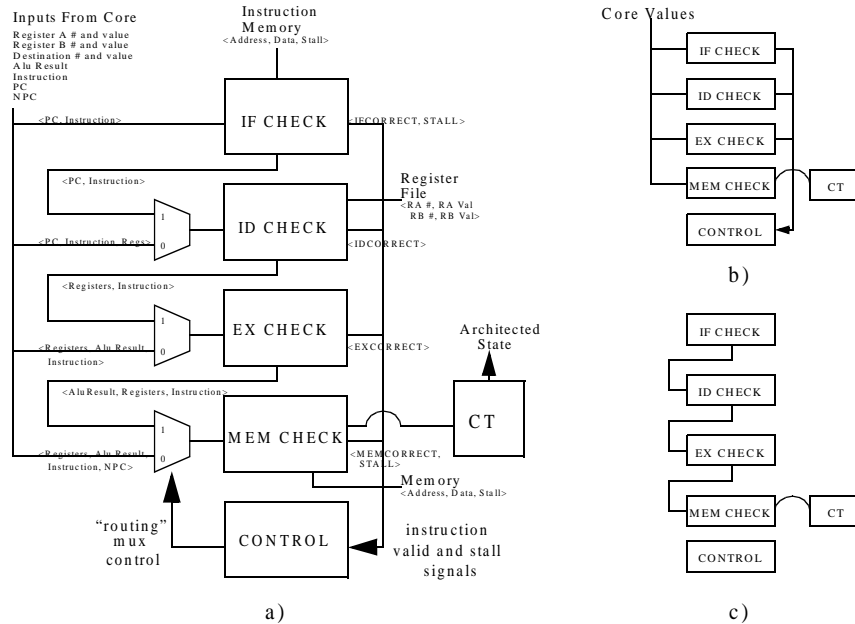 Inputs From Core
Register A # and value
Register B # and value
Destination # and value
Alu Result
Instruction
PC
NPC
Instruction
Memory
<Address, Data, Stall>
<PC, Instruction>
IF CHECK
<IFCORRECT, STALL>
<PC, Instruction>
Register
File
<RA #, RA Val
RB #, RB Val>
1
0
<PC, Instruction, Regs>
ID CHECK
<IDCORRECT>
<Registers, Instruction>
1
0
<Registers, Alu Result,
Instruction>
EX CHECK
<EXCORRECT>
Architected
State
<AluResult, Registers, Instruction>
1
0
<Registers, Alu Result,
Instruction, NPC>
MEM CHECK
CT
<MEMCORRECT,
STALL>
Memory
<Address, Data, Stall>
“routing”
mux
control
CONTROL
instruction
valid and stall
signals
a)
Core Values
IF CHECK
ID CHECK
EX CHECK
MEM CHECK
CT
CONTROL
b)
IF CHECK
ID CHECK
EX CHECK
MEM CHECK
CT
CONTROL
c)